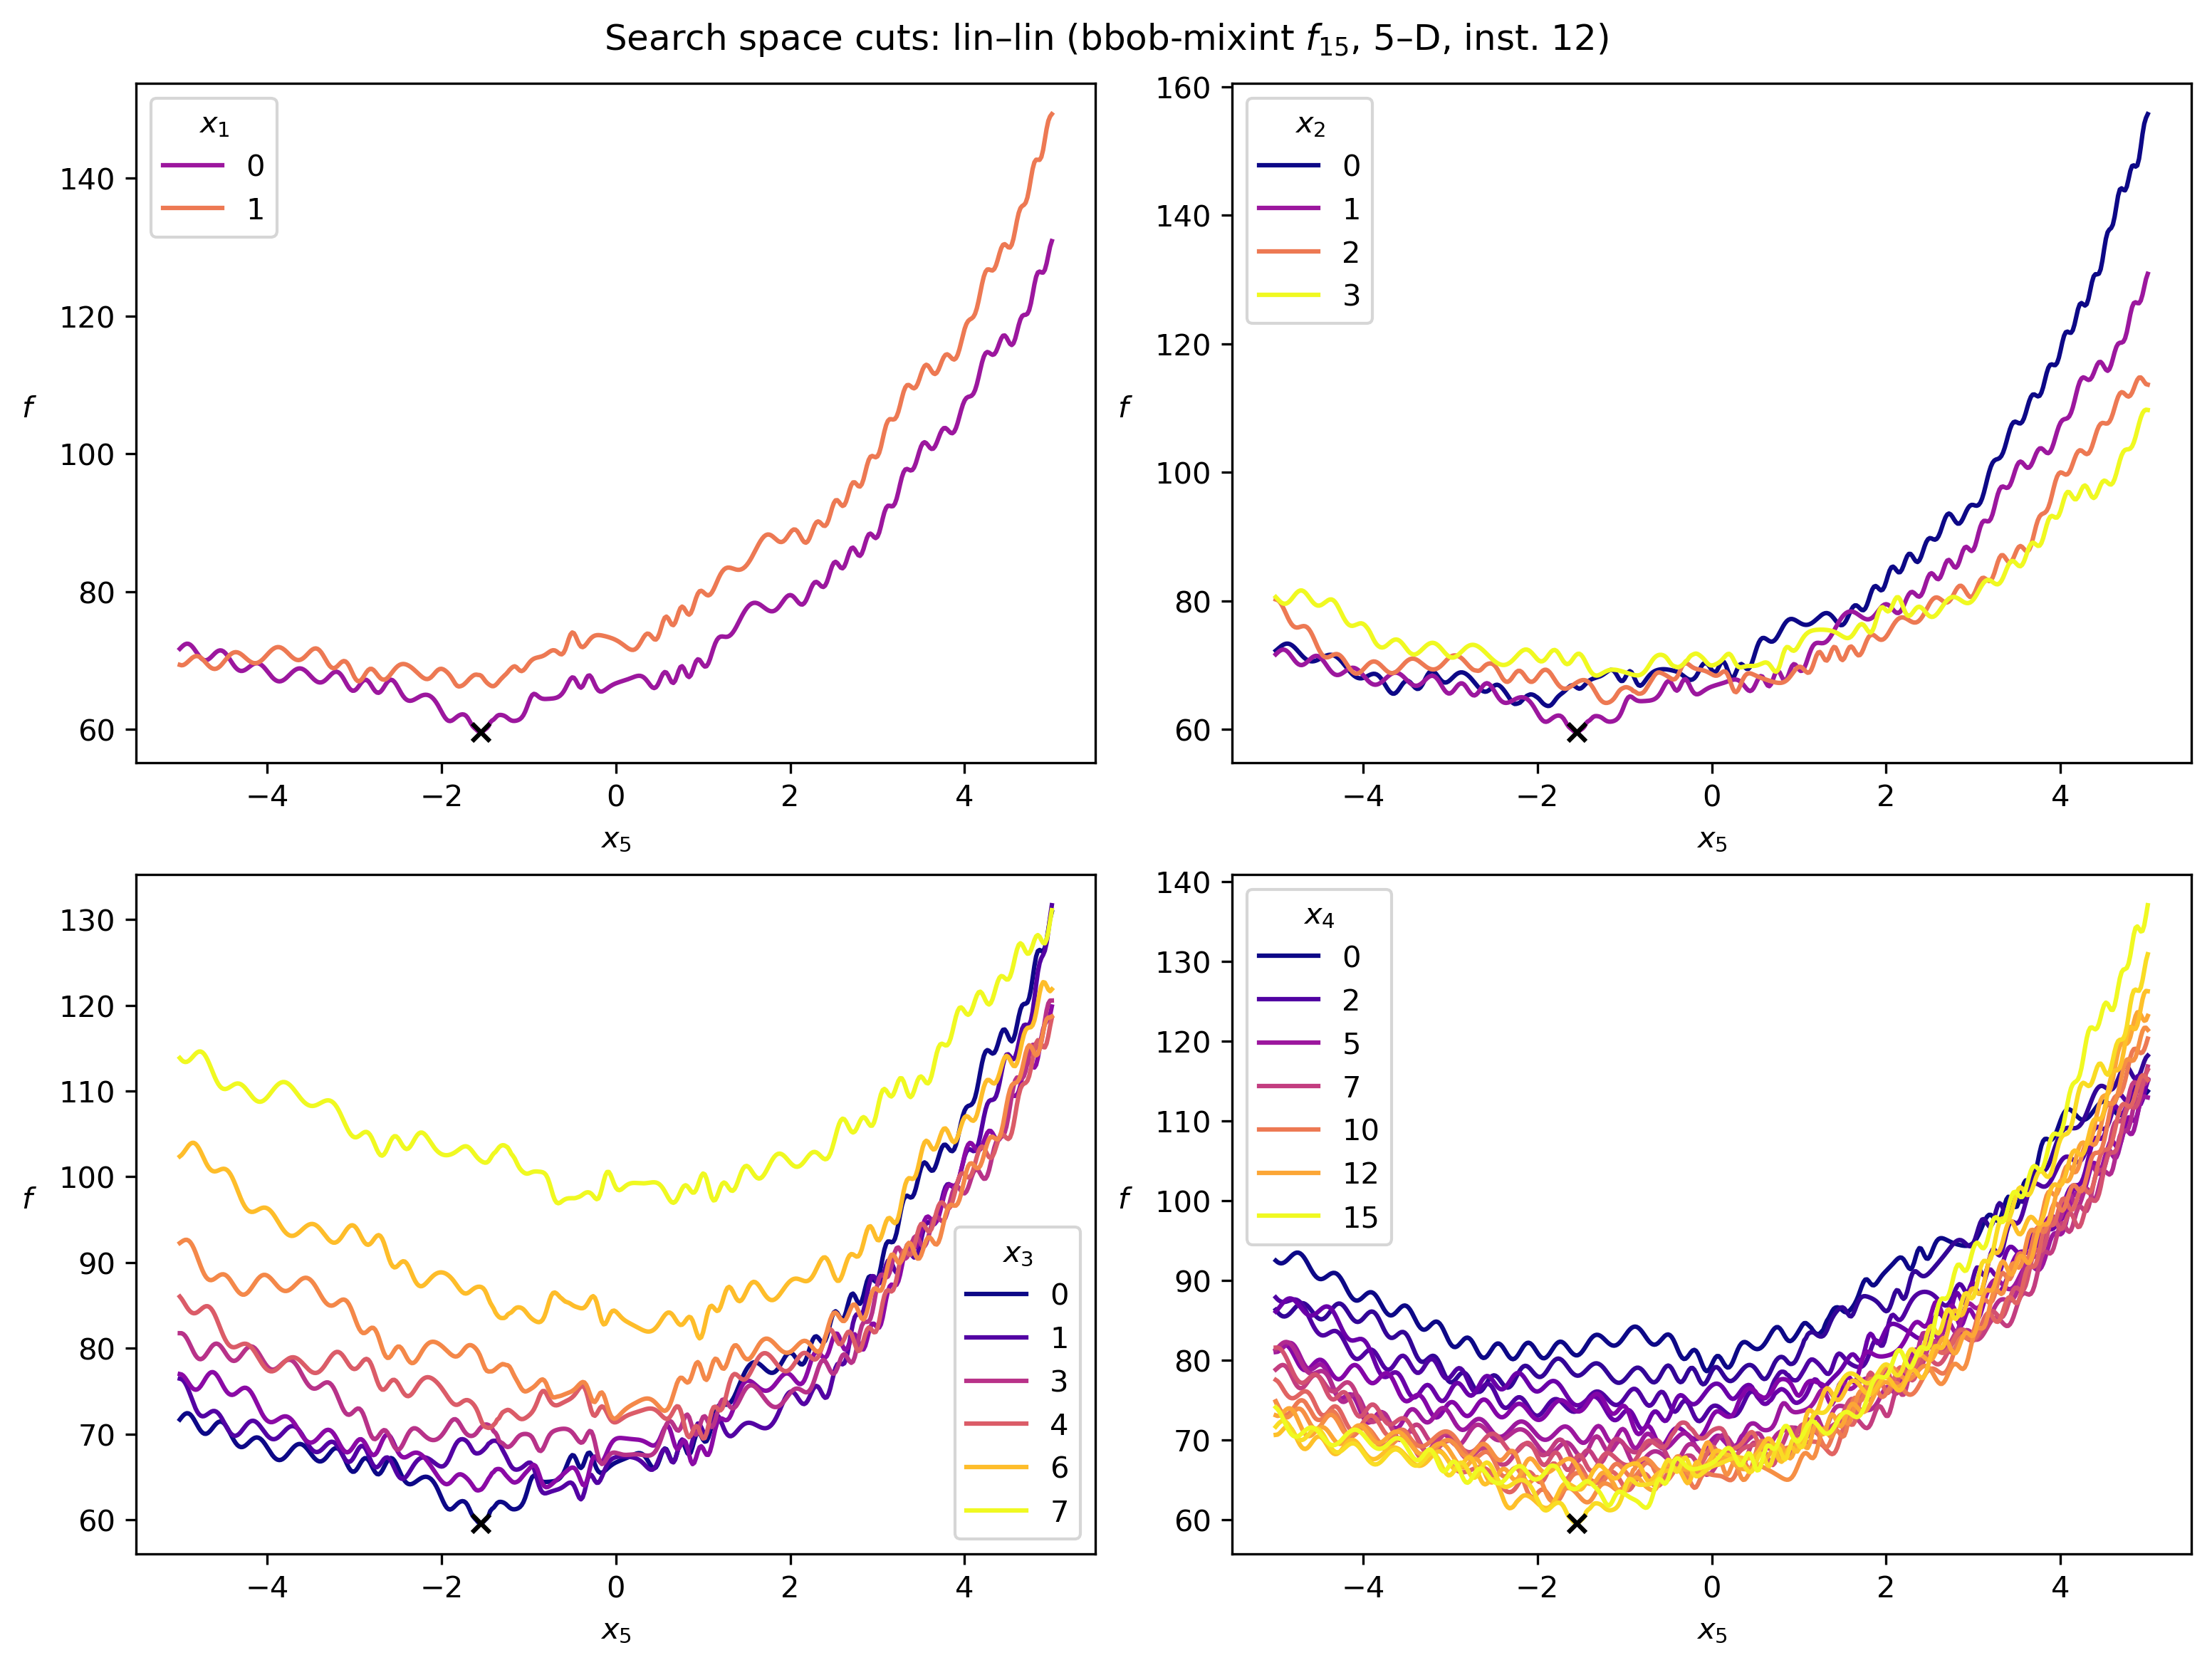 Search space cuts: lin–lin (bbob-mixint f15, 5–D, inst. 12)
x1
0
1
140
120
100
80
60
f
−4 −2 0 2 4
x5
x2
0
1
2
3
160
140
120
100
80
60
f
−4 −2 0 2 4
x5
x3
0
1
3
4
6
7
130
120
110
100
90
80
70
60
f
−4 −2 0 2 4
x5
x4
0
2
5
7
10
12
15
140
130
120
110
100
90
80
70
60
f
−4 −2 0 2 4
x5